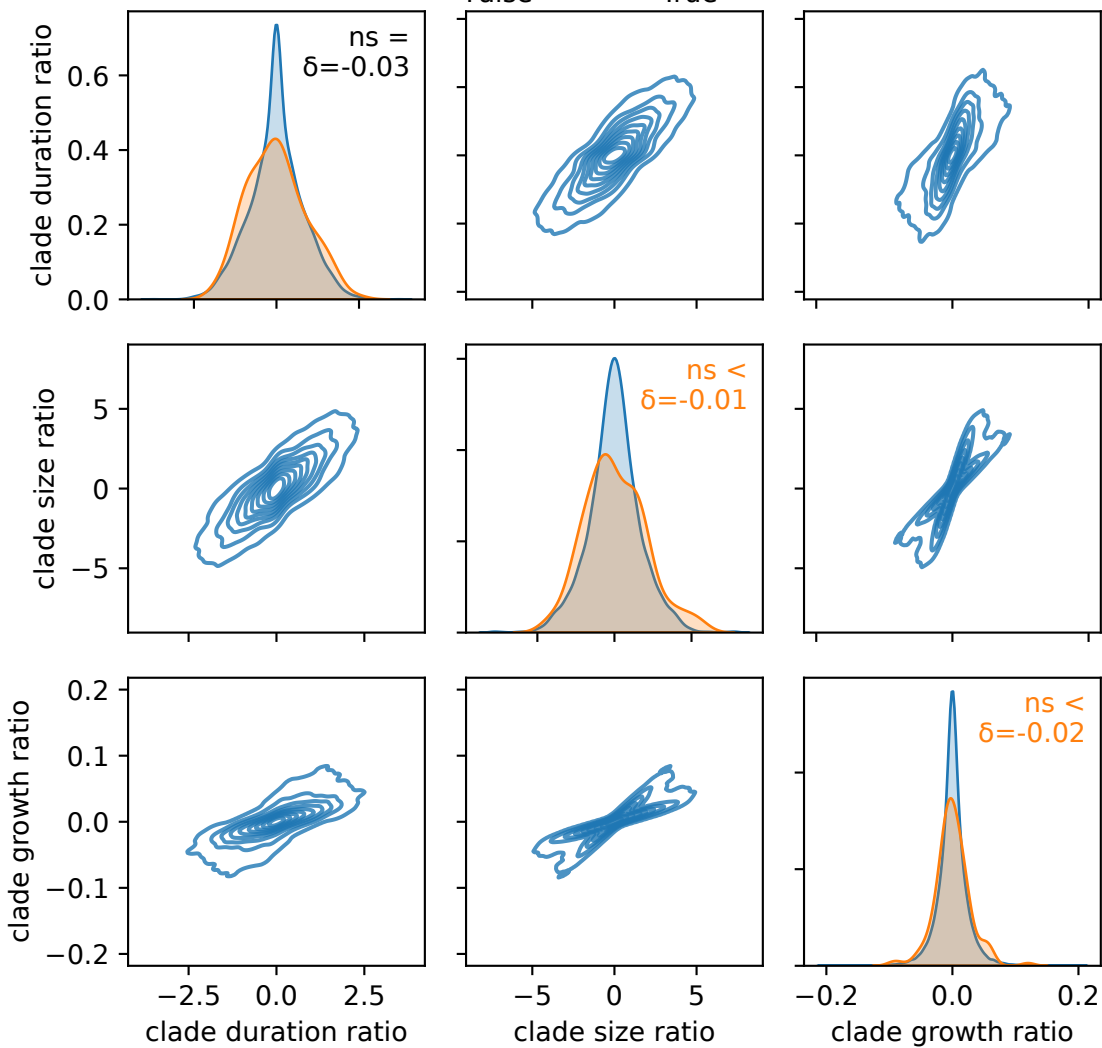 clade duration ratio
0.6
0.4
0.2
0.0
ns =
δ=-0.03
clade size ratio
5
0
−5
ns <
δ=-0.01
clade growth ratio
0.2
0.1
0.0
−0.1
−0.2
ns <
δ=-0.02
−2.5 0.0 2.5
−5 0 5
−0.2 0.0 0.2
clade duration ratio
clade size ratio
clade growth ratio